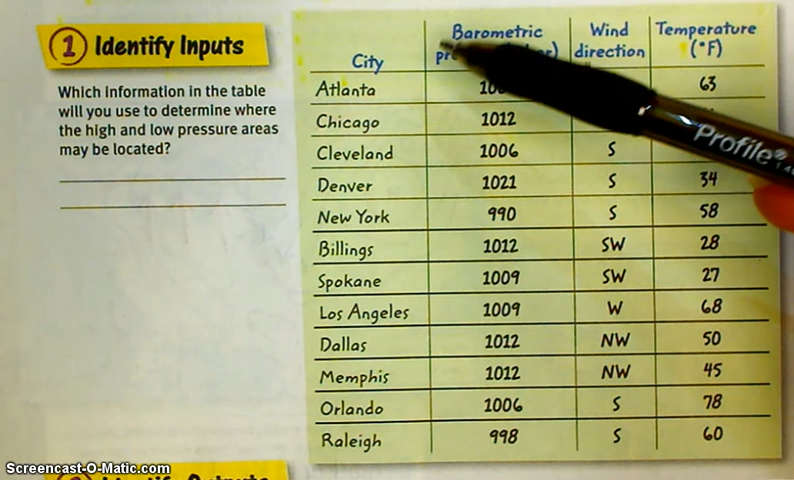 1 Identify Inputs
Which information in the table
will you use to determine where
the high and low pressure areas
may be located?
City Barometric Wind direction Temperature (°F)
Atlanta 63
Chicago 1012
Cleveland 1006 S
Denver 1021 S 34
New York 990 S 58
Billings 1012 SW 28
Spokane 1009 SW 27
Los Angeles 1009 W 68
Dallas 1012 NW 50
Memphis 1012 NW 45
Orlando 1006 S 78
Raleigh 998 S 60
Profile
Screencast-O-Matic.com